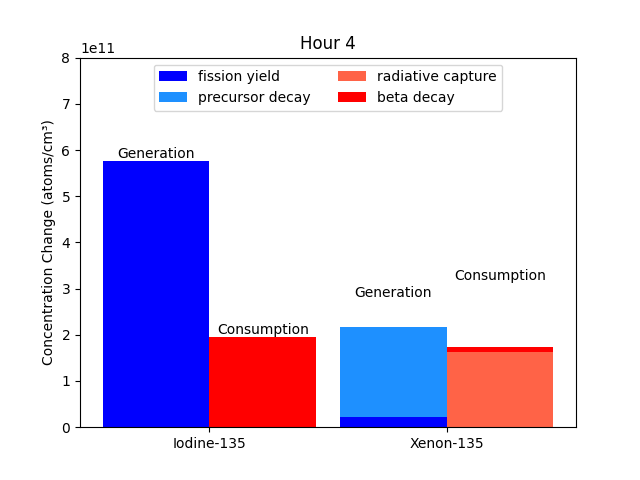 Hour 4
1e11
fission yield
precursor decay
radiative capture
beta decay
Concentration Change (atoms/cm³)
8
7
6
5
4
3
2
1
0
Generation
Consumption
Generation
Consumption
Iodine-135
Xenon-135